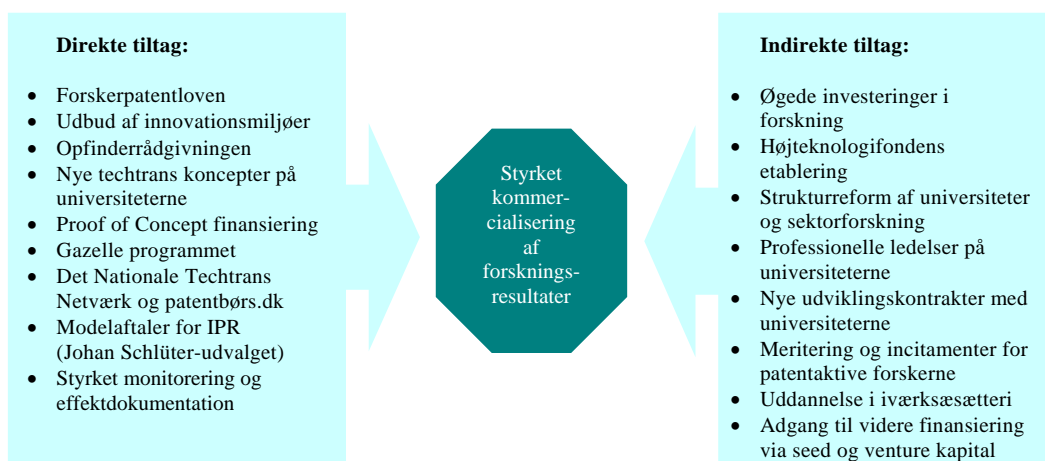 Direkte tiltag:
• Forskerpatentloven
• Udbud af innovationsmiljøer
• Opfinderrådgivningen
• Nye techtrans koncepter på
universiteterne
• Proof of Concept finansiering
• Gazelle programmet
• Det Nationale Techtrans
Netværk og patentbørs.dk
• Modelaftaler for IPR
(Johan Schlüter-udvalget)
• Styrket monitorering og
effektdokumentation
Styrket
kommer-
cialisering
af
forsknings-
resultater
Indirekte tiltag:
• Øgede investeringer i
forskning
• Højteknologifondens
etablering
• Strukturreform af universiteter
og sektorforskning
• Professionelle ledelser på
universiteterne
• Nye udviklingskontrakter med
universiteterne
• Meritering og incitamenter for
patentaktive forskerne
• Uddannelse i iværksæsætteri
• Adgang til videre finansiering
via seed og venture kapital